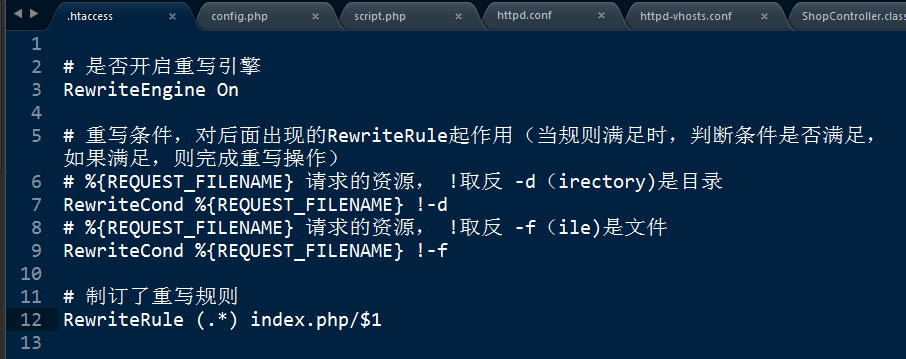 .htaccess × config.php × script.php × httpd.conf × httpd-vhosts.conf × ShopController.class
1
2 # 是否开启重写引擎
3 RewriteEngine On
4
5 # 重写条件，对后面出现的RewriteRule起作用（当规则满足时，判断条件是否满足，
如果满足，则完成重写操作）
6 # %{REQUEST_FILENAME} 请求的资源， !取反 -d（irectory)是目录
7 RewriteCond %{REQUEST_FILENAME} !-d
8 # %{REQUEST_FILENAME} 请求的资源， !取反 -f（ile)是文件
9 RewriteCond %{REQUEST_FILENAME} !-f
10
11 # 制订了重写规则
12 RewriteRule (.*) index.php/$1
13